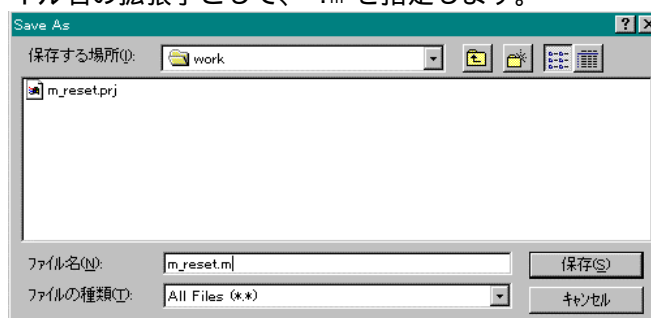 イル名の拡張子として、".m"を指定します。
Save As
保存する場所(I):
work
m_reset.prj
ファイル名(N):
m_reset.m
保存(S)
ファイルの種類(T):
All Files (*.*)
キャンセル